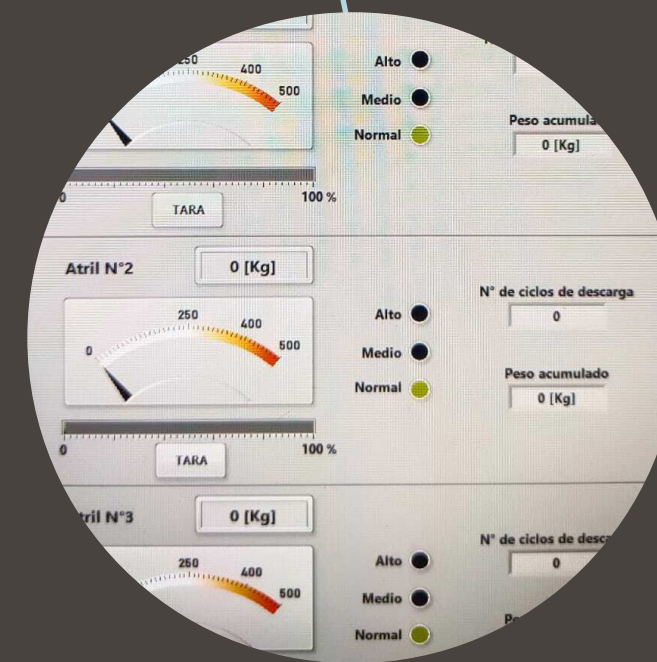 250 400 500
Alto
Medio
Normal
Peso acumula
0 [Kg]
0 100 %
TARA
Atril N°2 0 [Kg]
0 250 400 500
Alto
Medio
Normal
N° de ciclos de descarga
0
Peso acumulado
0 [Kg]
0 100 %
TARA
tril N°3 0 [Kg]
250 400 500
Alto
Medio
Normal
N° de ciclos de desca
0